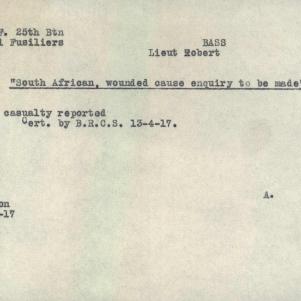 F. 25th Btn
l Fusiliers BASS
Lieut Robert
"South African, wounded cause enquiry to be made"
casualty reported
Cert. by B.R.C.S. 13-4-17.
A.
on
-17